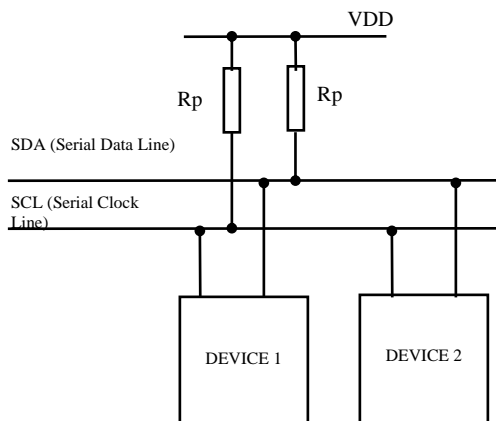 VDD
Rp
Rp
SDA (Serial Data Line)
SCL (Serial Clock
Line)
DEVICE 1
DEVICE 2